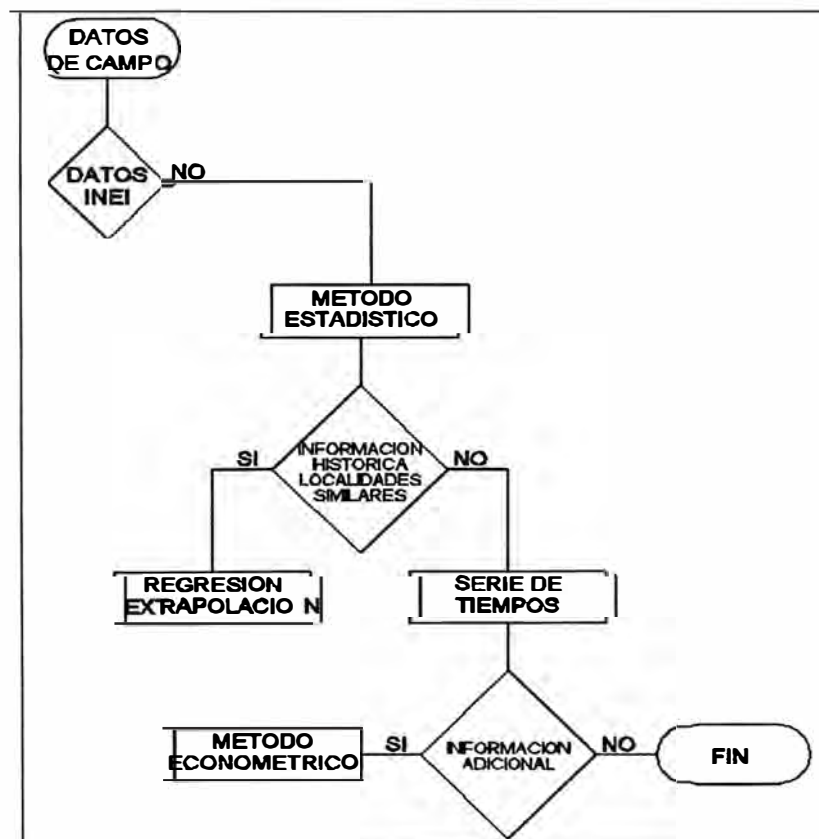 DATOS
DE CAMPO
DATOS
INEI
NO
METODO
ESTADISTICO
SI
INFORMACION
HISTORICA
LOCALIDADES
SIMILARES
NO
REGRESION
EXTRAPOLACIO N
SERIE DE
TIEMPOS
METODO
ECONOMETRICO
SI
INFORMACION
ADICIONAL
NO
FIN